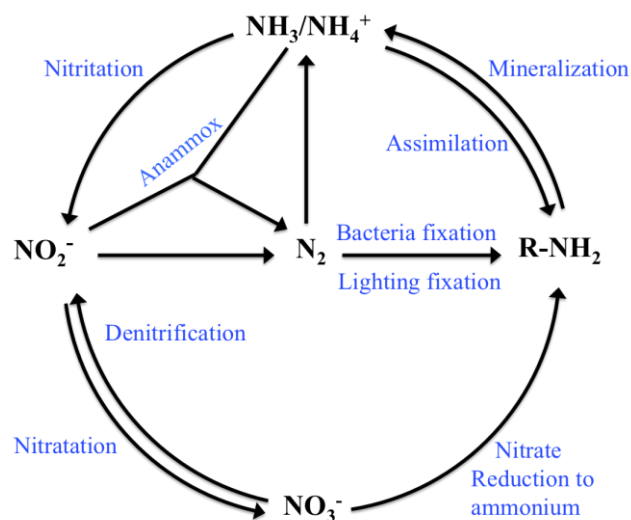 NH₃/NH₄⁺
Nitritation
Mineralization
Anammox
Assimilation
NO₂⁻
N₂
Bacteria fixation
R-NH₂
Lighting fixation
Denitrification
Nitratation
Nitrate
Reduction to
ammonium
NO₃⁻